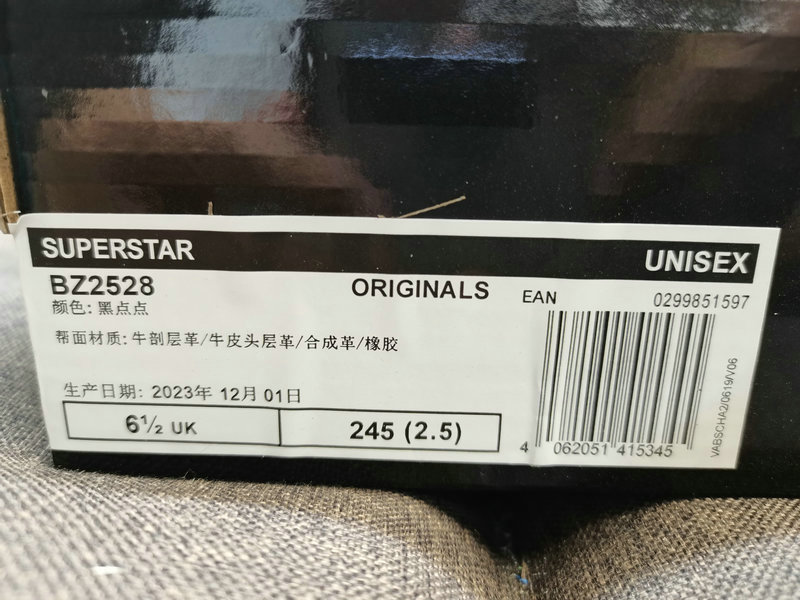 SUPERSTAR
UNISEX
BZ2528
ORIGINALS
EAN
0299851597
颜色: 黑点点
帮面材质: 牛剖层革/牛皮头层革/合成革/橡胶
生产日期: 2023年 12月 01日
6½ UK
245 (2.5)
4 062051 415345
VABSCHA2/0619/V06